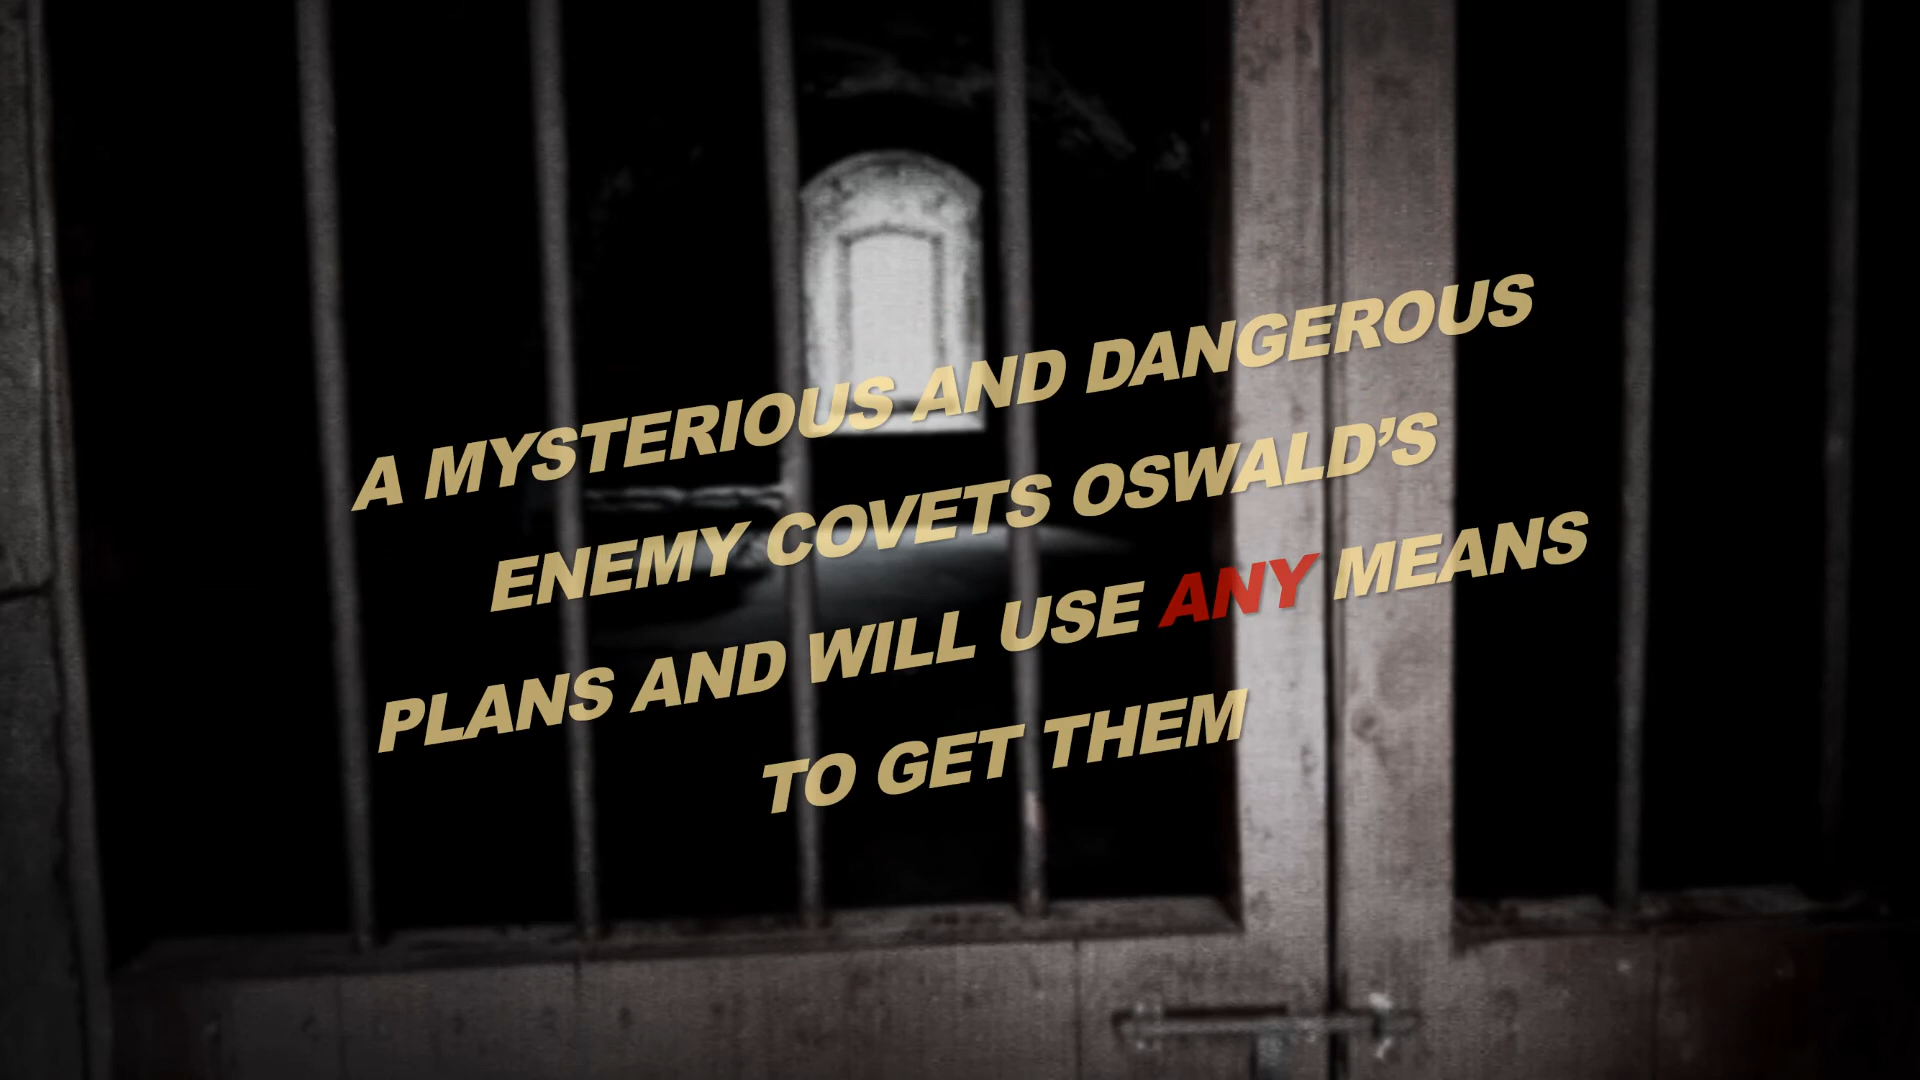 A MYSTERIOUS AND DANGEROUS
ENEMY COVETS OSWALD’S
PLANS AND WILL USE ANY MEANS
TO GET THEM